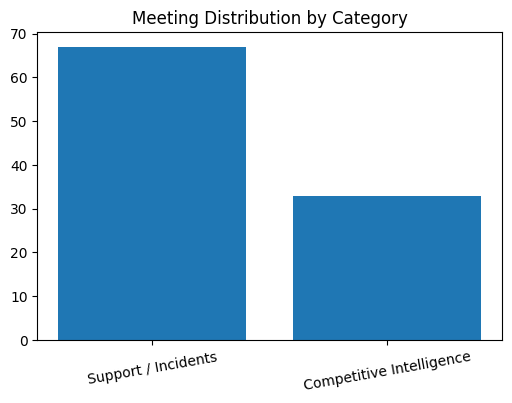 Meeting Distribution by Category
70
60
50
40
30
20
10
0
Support / Incidents
Competitive Intelligence